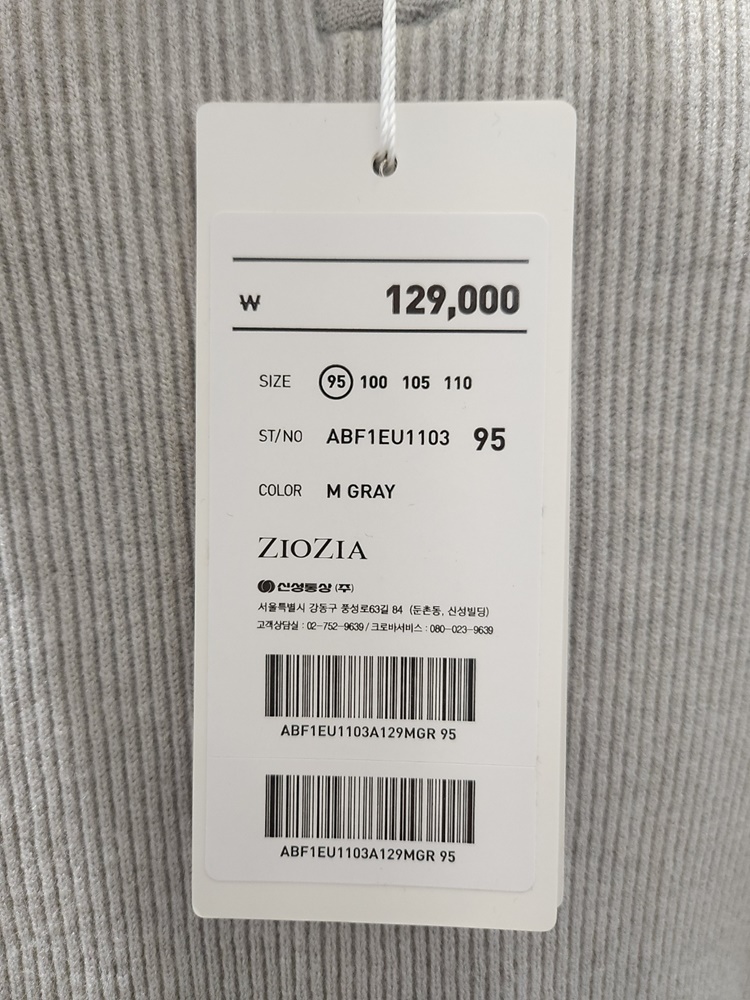 ₩ 129,000
SIZE 95 100 105 110
ST/NO ABF1EU1103 95
COLOR M GRAY
ZIOZIA
신성통상 (주)
서울특별시 강동구 풍성로63길 84 (둔촌동, 신성빌딩)
고객상담실 : 02-752-9639 / 크로바서비스 : 080-023-9639
ABF1EU1103A129MGR 95
ABF1EU1103A129MGR 95